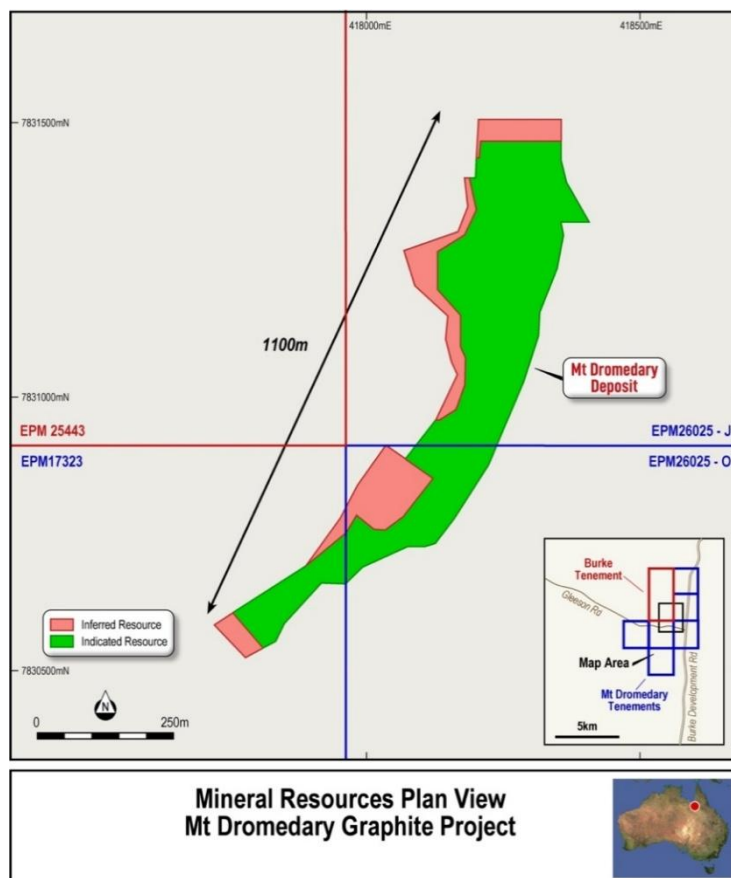 418000mE
418500mE
7831500mN
1100m
Mt Dromedary
Deposit
7831000mN
EPM 25443
EPM26025 - J
EPM17323
EPM26025 - O
Burke
Tenement
Gleeson Rd
Inferred Resource
Indicated Resource
Map Area
Burke Development Rd
7830500mN
Mt Dromedary
Tenements
N
0
250m
5km
Mineral Resources Plan View
Mt Dromedary Graphite Project